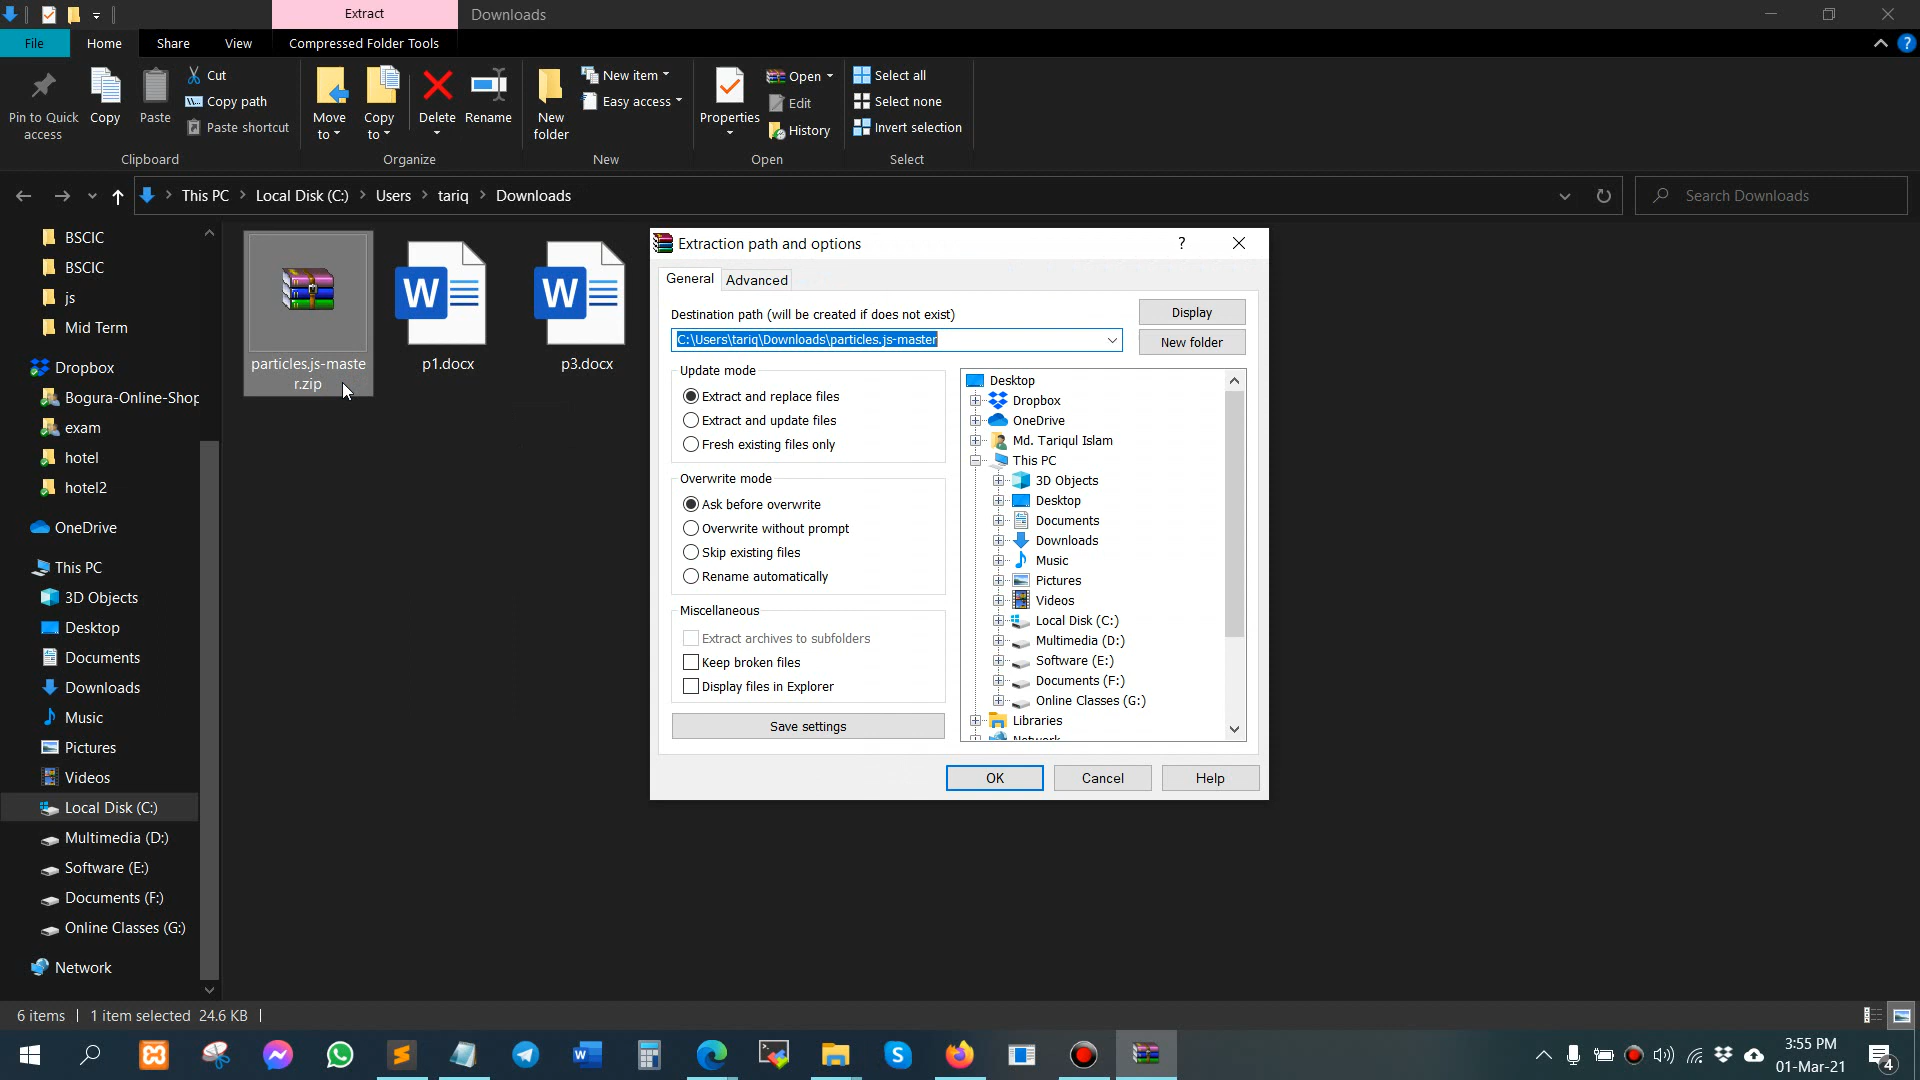 Extract
Downloads
File
Home
Share
View
Compressed Folder Tools
Pin to Quick access
Copy
Paste
Cut
Copy path
Paste shortcut
Clipboard
Move to
Copy to
Delete
Rename
Organize
New folder
New item
Easy access
New
Properties
Open
Edit
History
Open
Select all
Select none
Invert selection
Select
This PC
Local Disk (C:)
Users
tariq
Downloads
Search Downloads
BSCIC
BSCIC
js
Mid Term
Dropbox
Bogura-Online-Shop
exam
hotel
hotel2
OneDrive
This PC
3D Objects
Desktop
Documents
Downloads
Music
Pictures
Videos
Local Disk (C:)
Multimedia (D:)
Software (E:)
Documents (F:)
Online Classes (G:)
Network
particles.js-maste
r.zip
p1.docx
p3.docx
Extraction path and options
?
General
Advanced
Destination path (will be created if does not exist)
C:\Users\tariq\Downloads\particles.js-master
Display
New folder
Update mode
Extract and replace files
Extract and update files
Fresh existing files only
Overwrite mode
Ask before overwrite
Overwrite without prompt
Skip existing files
Rename automatically
Miscellaneous
Extract archives to subfolders
Keep broken files
Display files in Explorer
Save settings
Desktop
Dropbox
OneDrive
Md. Tariqul Islam
This PC
3D Objects
Desktop
Documents
Downloads
Music
Pictures
Videos
Local Disk (C:)
Multimedia (D:)
Software (E:)
Documents (F:)
Online Classes (G:)
Libraries
Network
OK
Cancel
Help
6 items
1 item selected 24.6 KB
3:55 PM
01-Mar-21
4